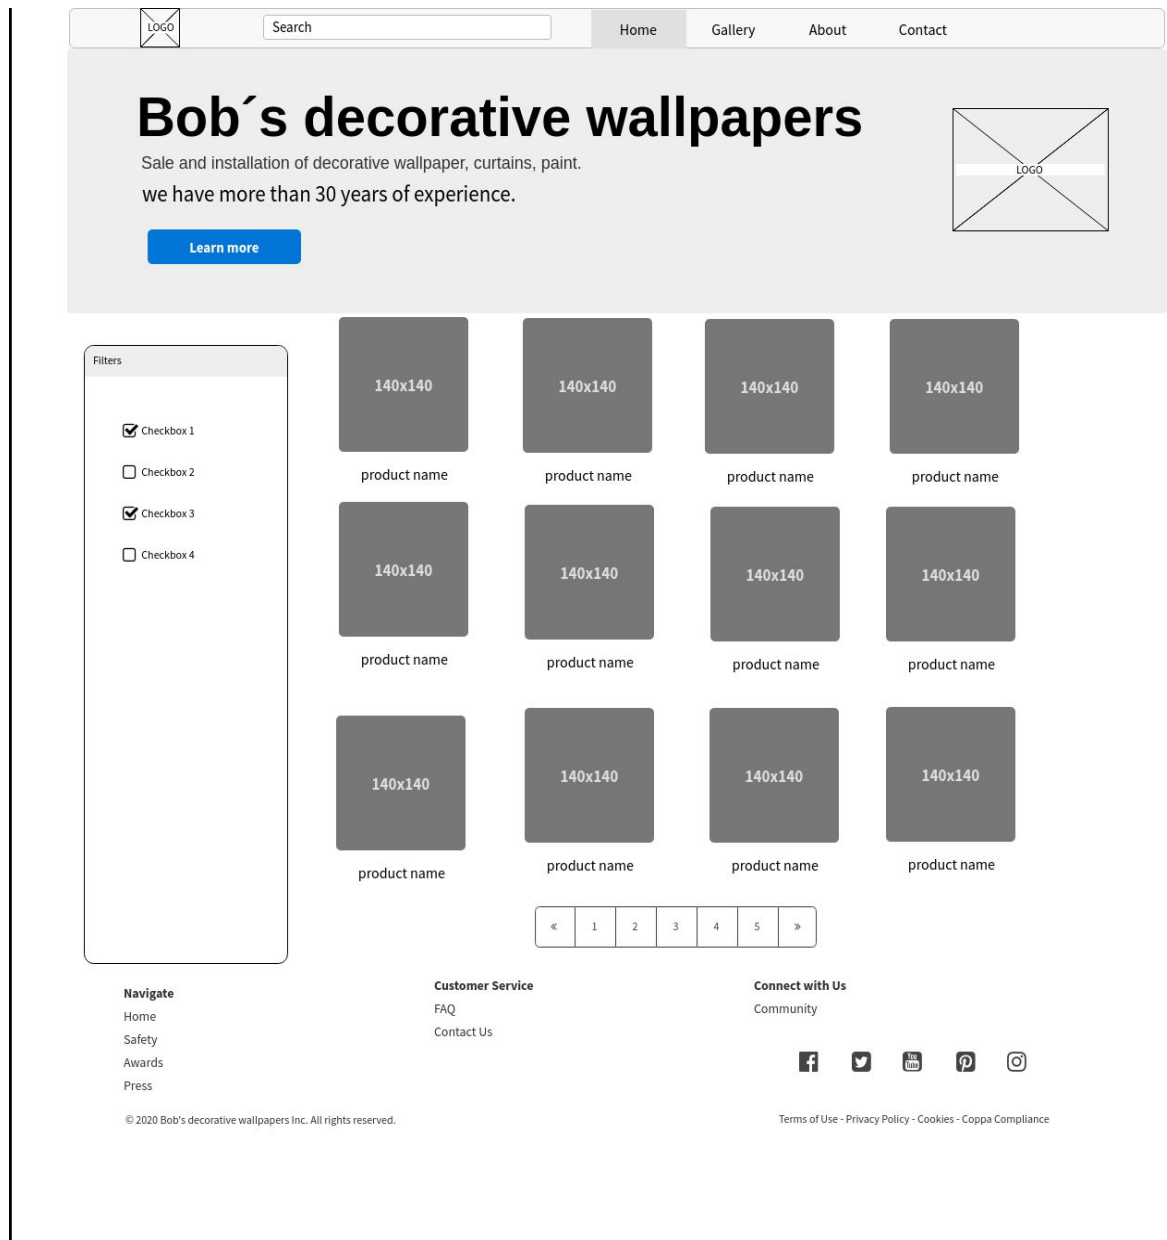 LOGO
Search
Home
Gallery
About
Contact
Bob´s decorative wallpapers
Sale and installation of decorative wallpaper, curtains, paint.
we have more than 30 years of experience.
LOGO
Learn more
Filters
Checkbox 1
Checkbox 2
Checkbox 3
Checkbox 4
140x140
140x140
140x140
140x140
product name
product name
product name
product name
140x140
140x140
140x140
140x140
product name
product name
product name
product name
140x140
140x140
140x140
140x140
product name
product name
product name
product name
« 1 2 3 4 5 »
Navigate
Home
Safety
Awards
Press
Customer Service
FAQ
Contact Us
Connect with Us
Community
You Tube
© 2020 Bob's decorative wallpapers Inc. All rights reserved.
Terms of Use - Privacy Policy - Cookies - Coppa Compliance